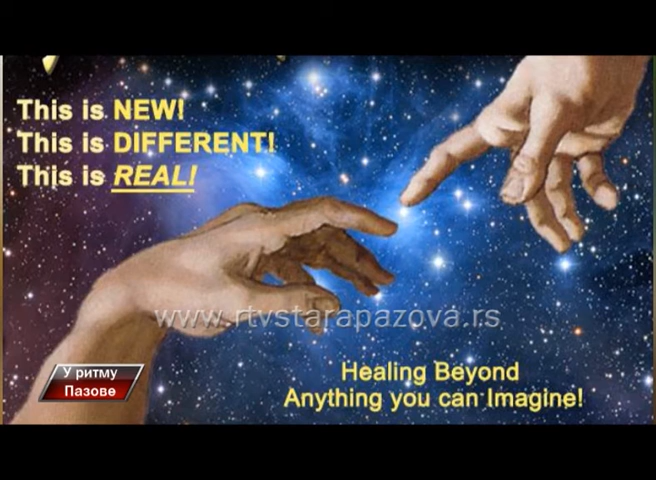 This is NEW!
This is DIFFERENT!
This is REAL!
www.rtvstarapazova.rs
У ритму
Пазове
Healing Beyond
Anything you can Imagine!